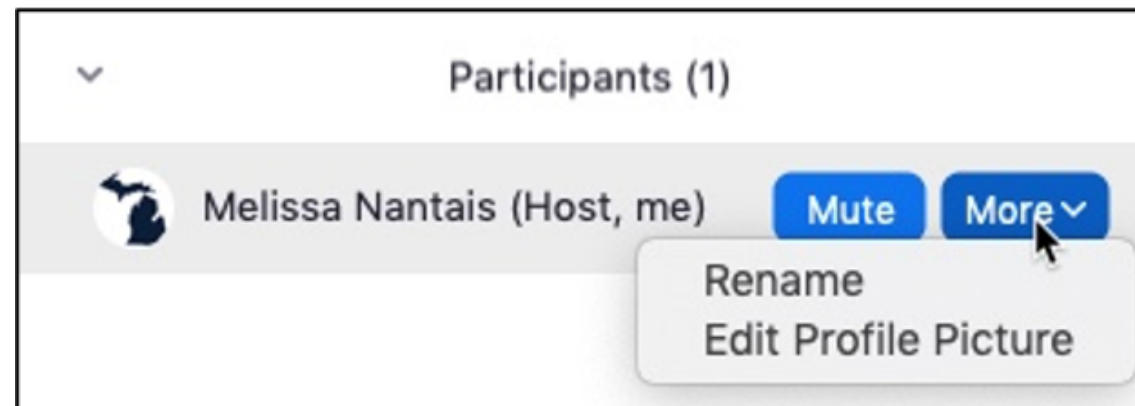 Participants (1)
Melissa Nantais (Host, me) Mute More
Rename
Edit Profile Picture